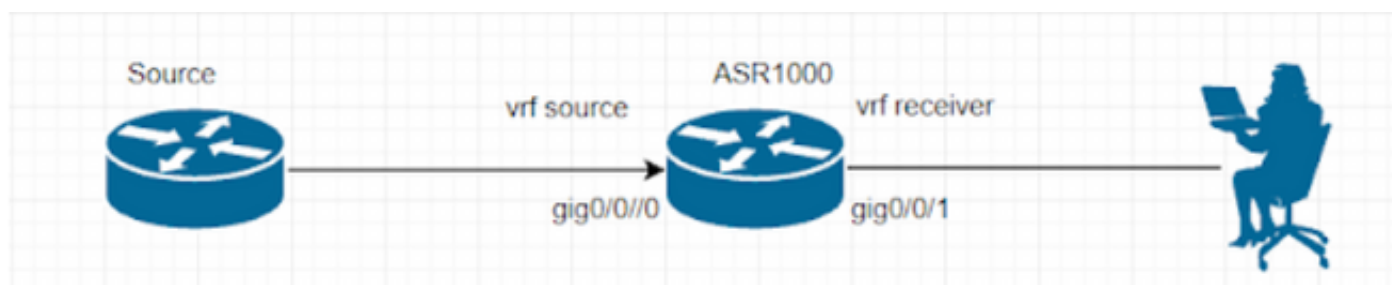 Source
ASR1000
vrf source
vrf receiver
gig0/0//0
gig0/0/1